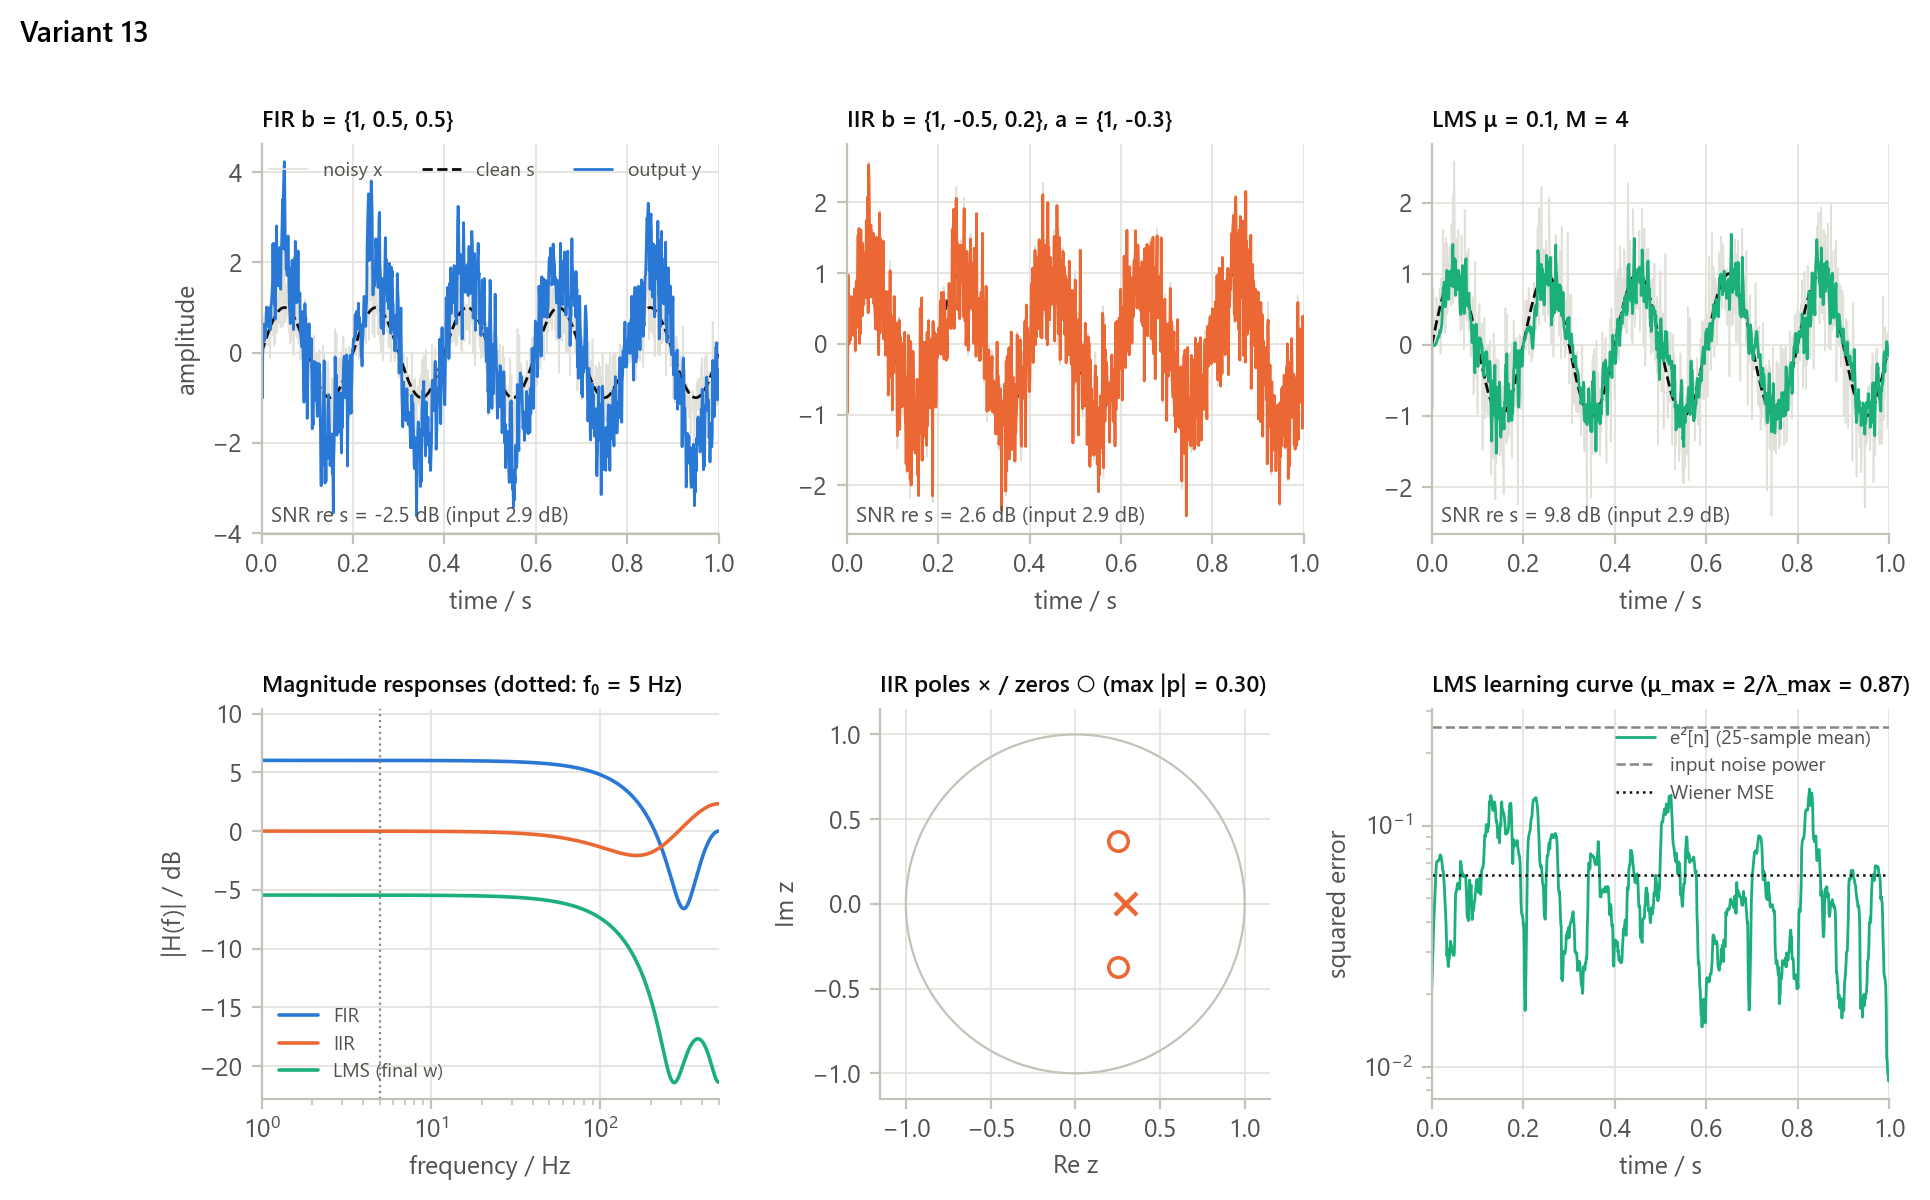 Variant 13
FIR b = {1, 0.5, 0.5}
noisy x
clean s
output y
4
2
0
−2
−4
amplitude
SNR re s = -2.5 dB (input 2.9 dB)
0.0 0.2 0.4 0.6 0.8 1.0
time / s
IIR b = {1, -0.5, 0.2}, a = {1, -0.3}
2
1
0
−1
−2
SNR re s = 2.6 dB (input 2.9 dB)
0.0 0.2 0.4 0.6 0.8 1.0
time / s
LMS μ = 0.1, M = 4
2
1
0
−1
−2
SNR re s = 9.8 dB (input 2.9 dB)
0.0 0.2 0.4 0.6 0.8 1.0
time / s
Magnitude responses (dotted: f₀ = 5 Hz)
10
5
0
−5
−10
−15
−20
|H(f)| / dB
FIR
IIR
LMS (final w)
10⁰ 10¹ 10²
frequency / Hz
IIR poles × / zeros ○ (max |p| = 0.30)
1.0
0.5
0.0
−0.5
−1.0
Im z
−1.0 −0.5 0.0 0.5 1.0
Re z
LMS learning curve (μ_max = 2/λ_max = 0.87)
e²[n] (25-sample mean)
input noise power
Wiener MSE
10⁻¹
10⁻²
squared error
0.0 0.2 0.4 0.6 0.8 1.0
time / s